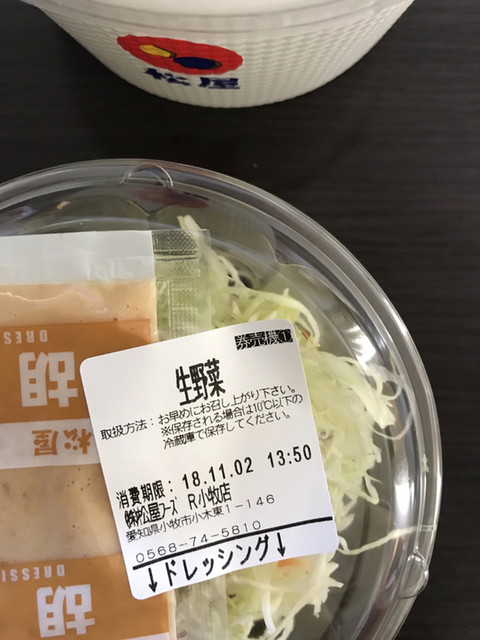 松屋
券売機①
生野菜
取扱方法：お早めにお召し上がり下さい。
※保存される場合は10℃以下の
冷蔵庫で保存してください。
消費期限：18.11.02 13:50
㈱松屋フーズ R小牧店
愛知県小牧市小木東1-146
0568-74-5810
↓ドレッシング↓
胡
DRESS
松屋
胡
DRESSI